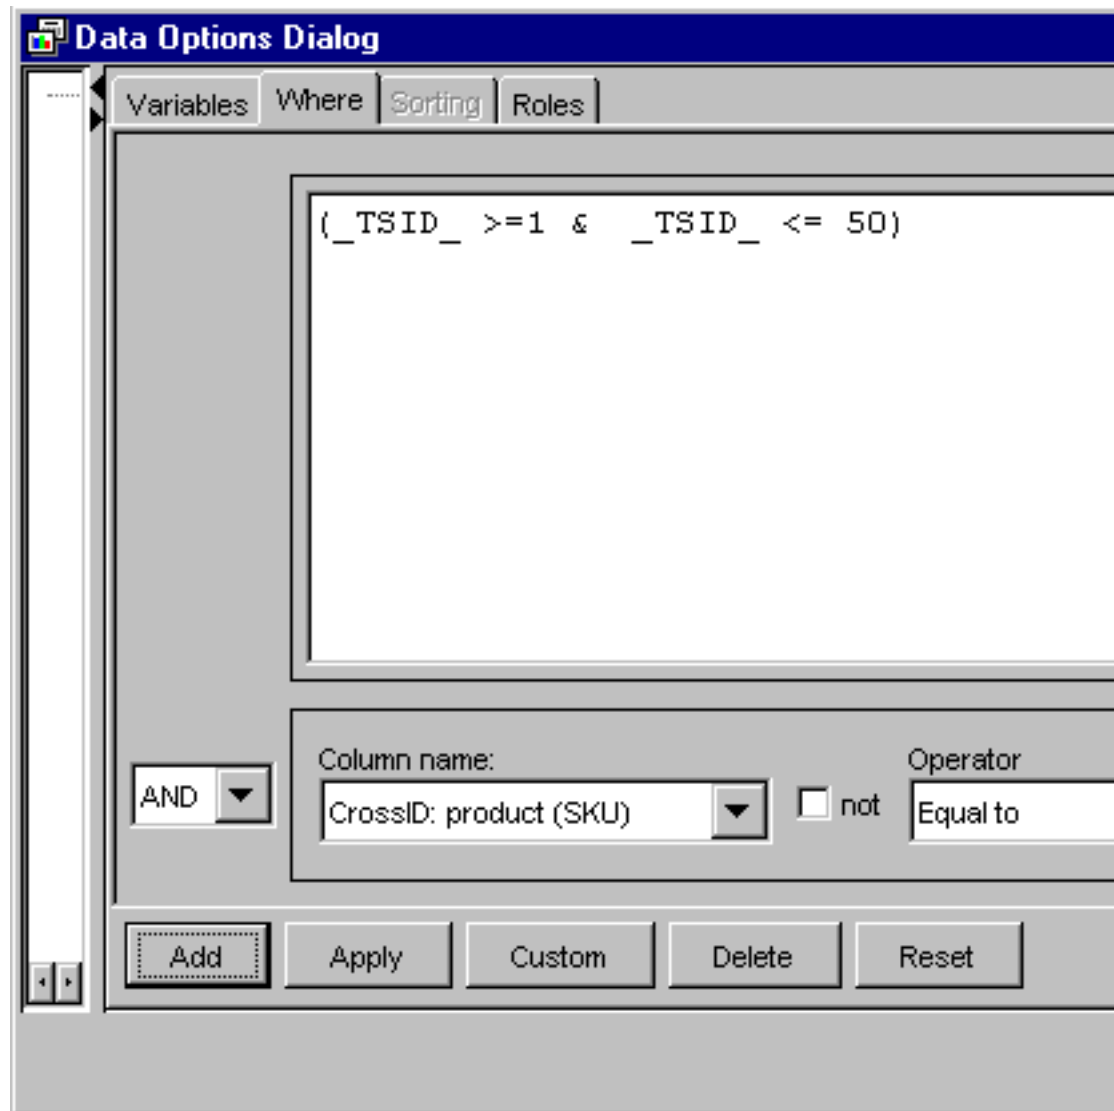 Data Options Dialog
Variables Where Sorting Roles
(_TSID_ >=1 &  _TSID_ <= 50)
Column name:
Operator
AND
CrossID: product (SKU)
not
Equal to
Add Apply Custom Delete Reset